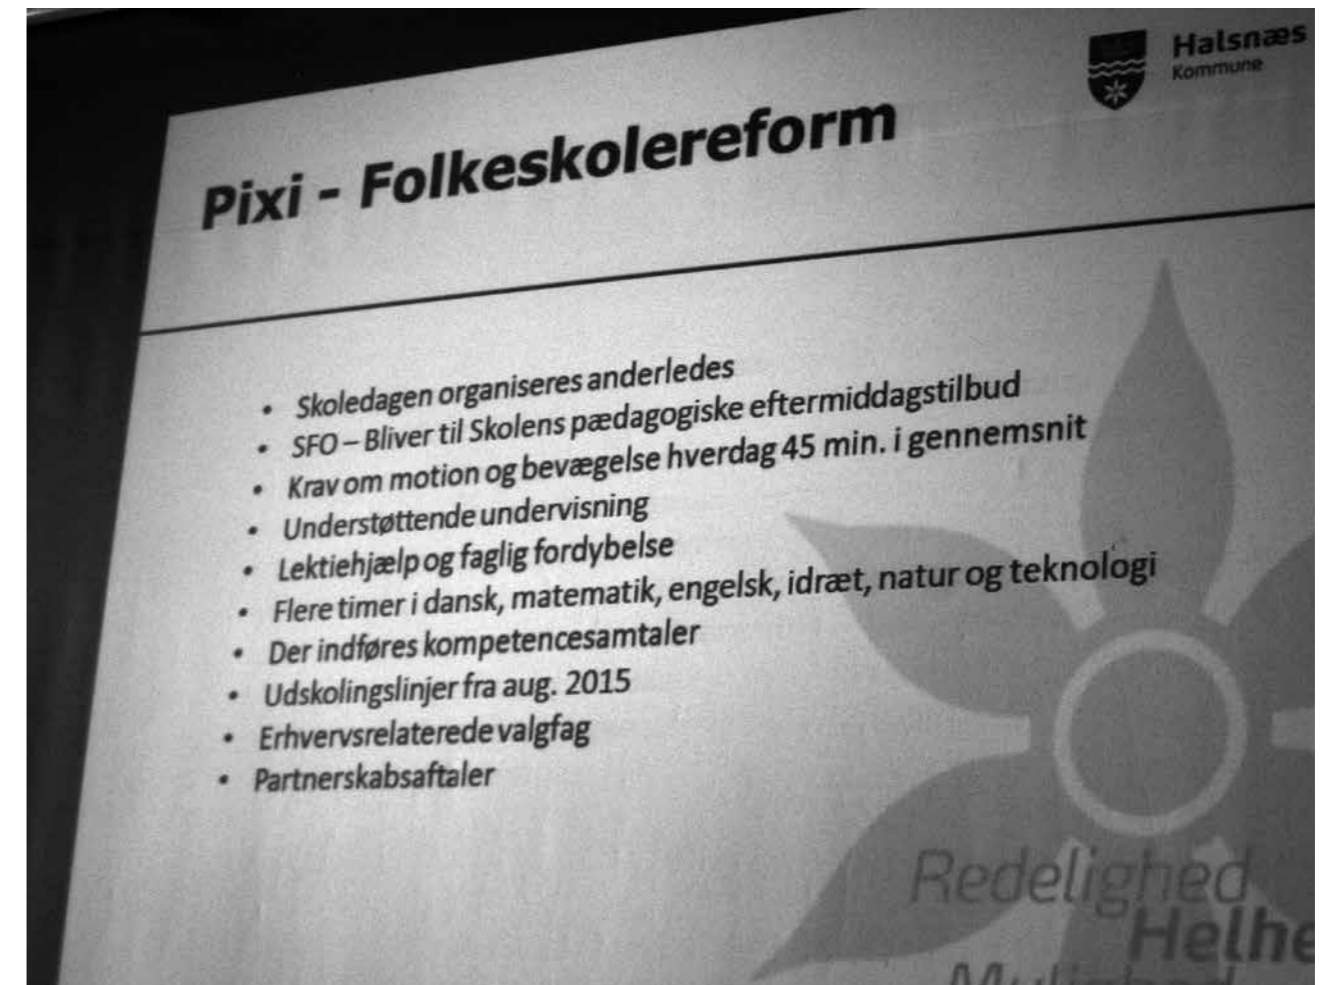 Halsnæs
Kommune
Pixi - Folkeskolereform
• Skoledagen organiseres anderledes
• SFO – Bliver til Skolens pædagogiske eftermiddagstilbud
• Krav om motion og bevægelse hverdag 45 min. i gennemsnit
• Understøttende undervisning
• Lektiehjælp og faglig fordybelse
• Flere timer i dansk, matematik, engelsk, idræt, natur og teknologi
• Der indføres kompetencesamtaler
• Udskolingslinjer fra aug. 2015
• Erhvervsrelaterede valgfag
• Partnerskabsaftaler
Redelighed
Helhe